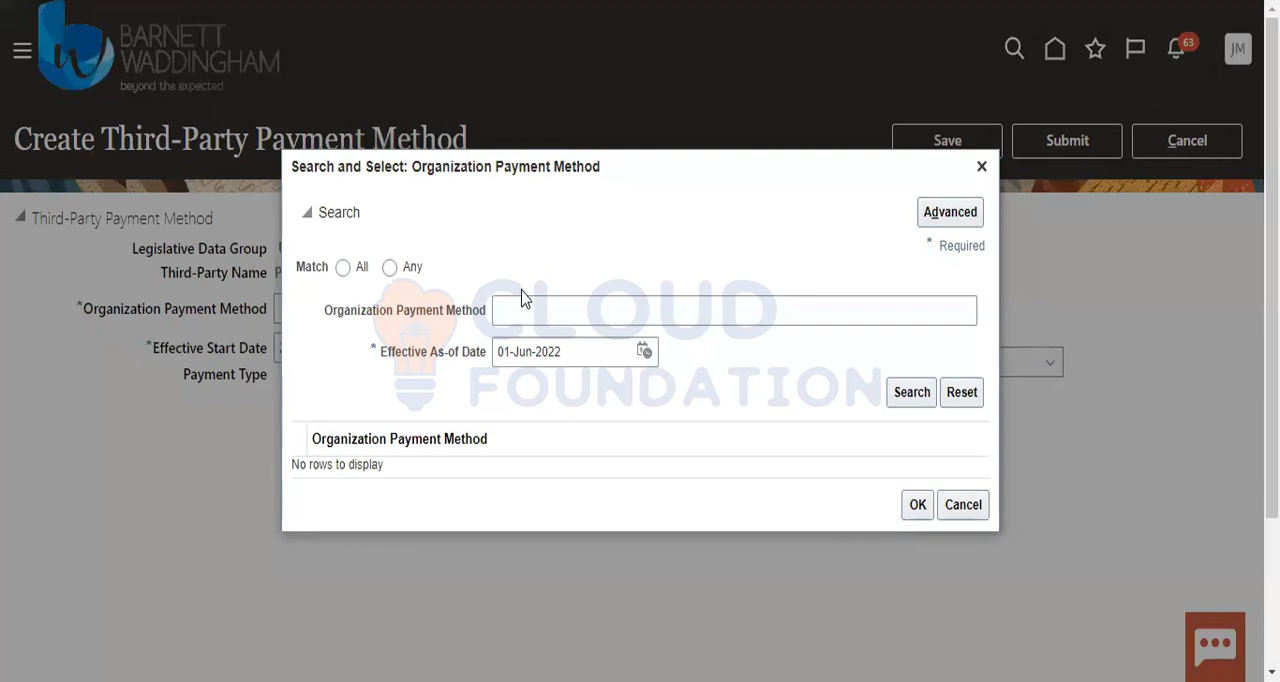 BARNETT
WADDINGHAM
beyond the expected
63
JM
Create Third-Party Payment Method
Save
Submit
Cancel
Search and Select: Organization Payment Method
Search
Advanced
* Required
Match
All
Any
Organization Payment Method
* Effective As-of Date
01-Jun-2022
Search
Reset
Organization Payment Method
No rows to display
OK
Cancel
Third-Party Payment Method
Legislative Data Group
Third-Party Name
*Organization Payment Method
*Effective Start Date
Payment Type
CLOUD
FOUNDATION